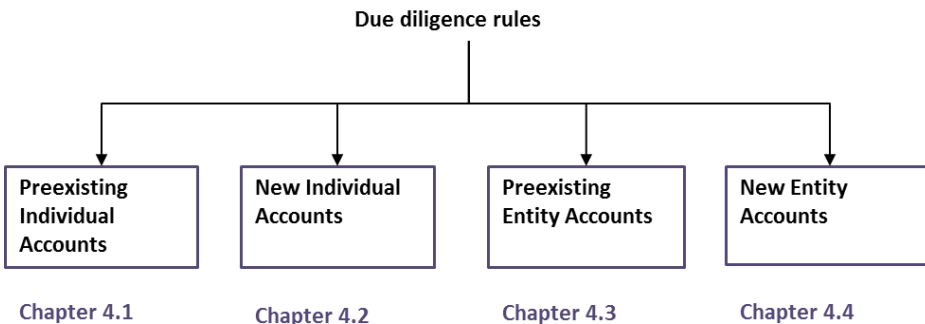 Due diligence rules
Preexisting
Individual
Accounts
New Individual
Accounts
Preexisting
Entity Accounts
New Entity
Accounts
Chapter 4.1
Chapter 4.2
Chapter 4.3
Chapter 4.4